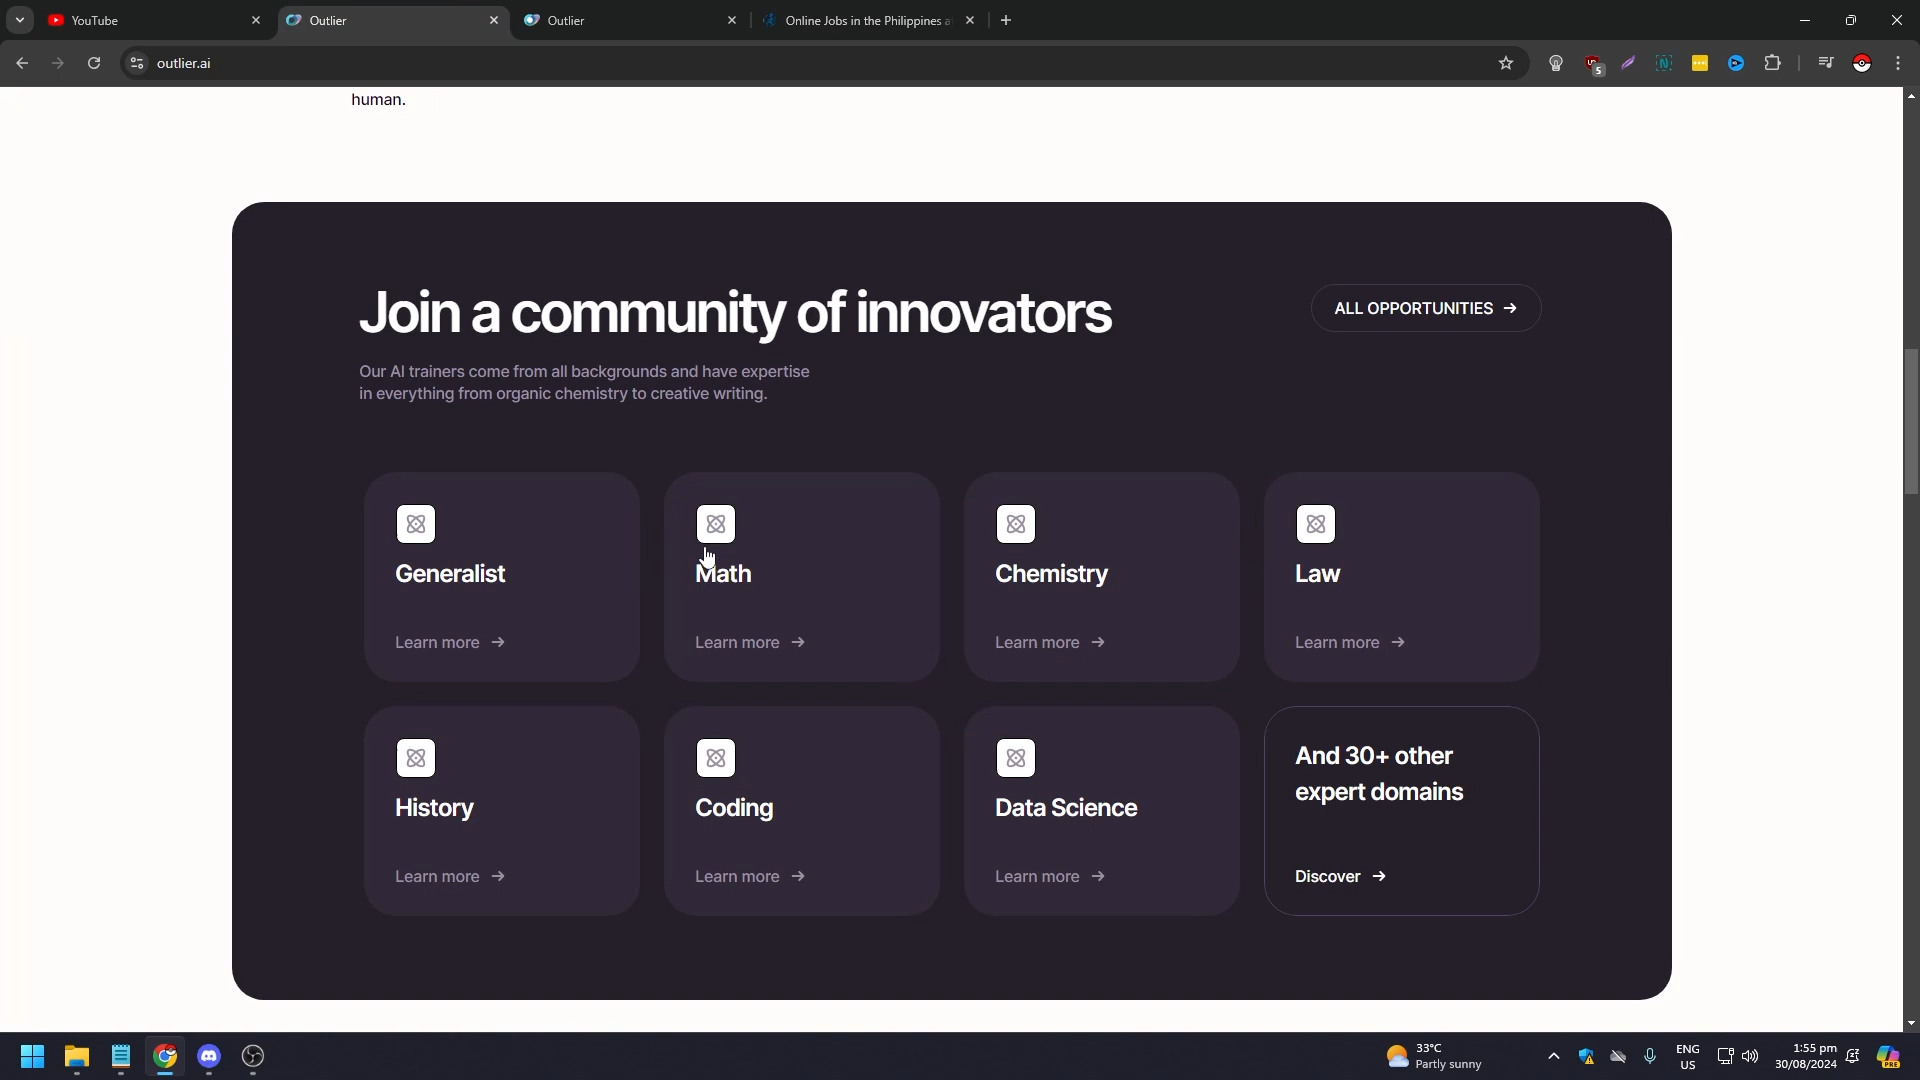 YouTube
Outlier
Outlier
Online Jobs in the Philippines a
outlier.ai
5
human.
Join a community of innovators
ALL OPPORTUNITIES →
Our AI trainers come from all backgrounds and have expertise
in everything from organic chemistry to creative writing.
Generalist
Math
Chemistry
Law
Learn more →
Learn more →
Learn more →
Learn more →
History
Coding
Data Science
And 30+ other
expert domains
Learn more →
Learn more →
Learn more →
Discover →
33°C
Partly sunny
ENG
US
1:55 pm
30/08/2024
PRE